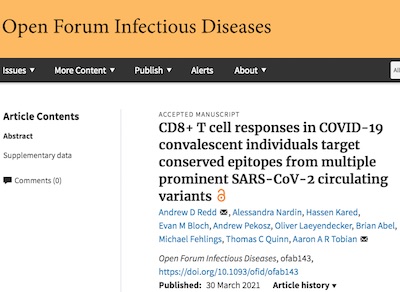 Open Forum Infectious Diseases
Issues ▼ More Content ▼ Publish ▼ Alerts About ▼ All
Article Contents
Abstract
Supplementary data
Comments (0)
ACCEPTED MANUSCRIPT
CD8+ T cell responses in COVID-19
convalescent individuals target
conserved epitopes from multiple
prominent SARS-CoV-2 circulating
variants
Andrew D Redd, Alessandra Nardin, Hassen Kared,
Evan M Bloch, Andrew Pekosz, Oliver Laeyendecker, Brian Abel,
Michael Fehlings, Thomas C Quinn, Aaron A R Tobian
Open Forum Infectious Diseases, ofab143,
https://doi.org/10.1093/ofid/ofab143
Published: 30 March 2021 Article history ▼